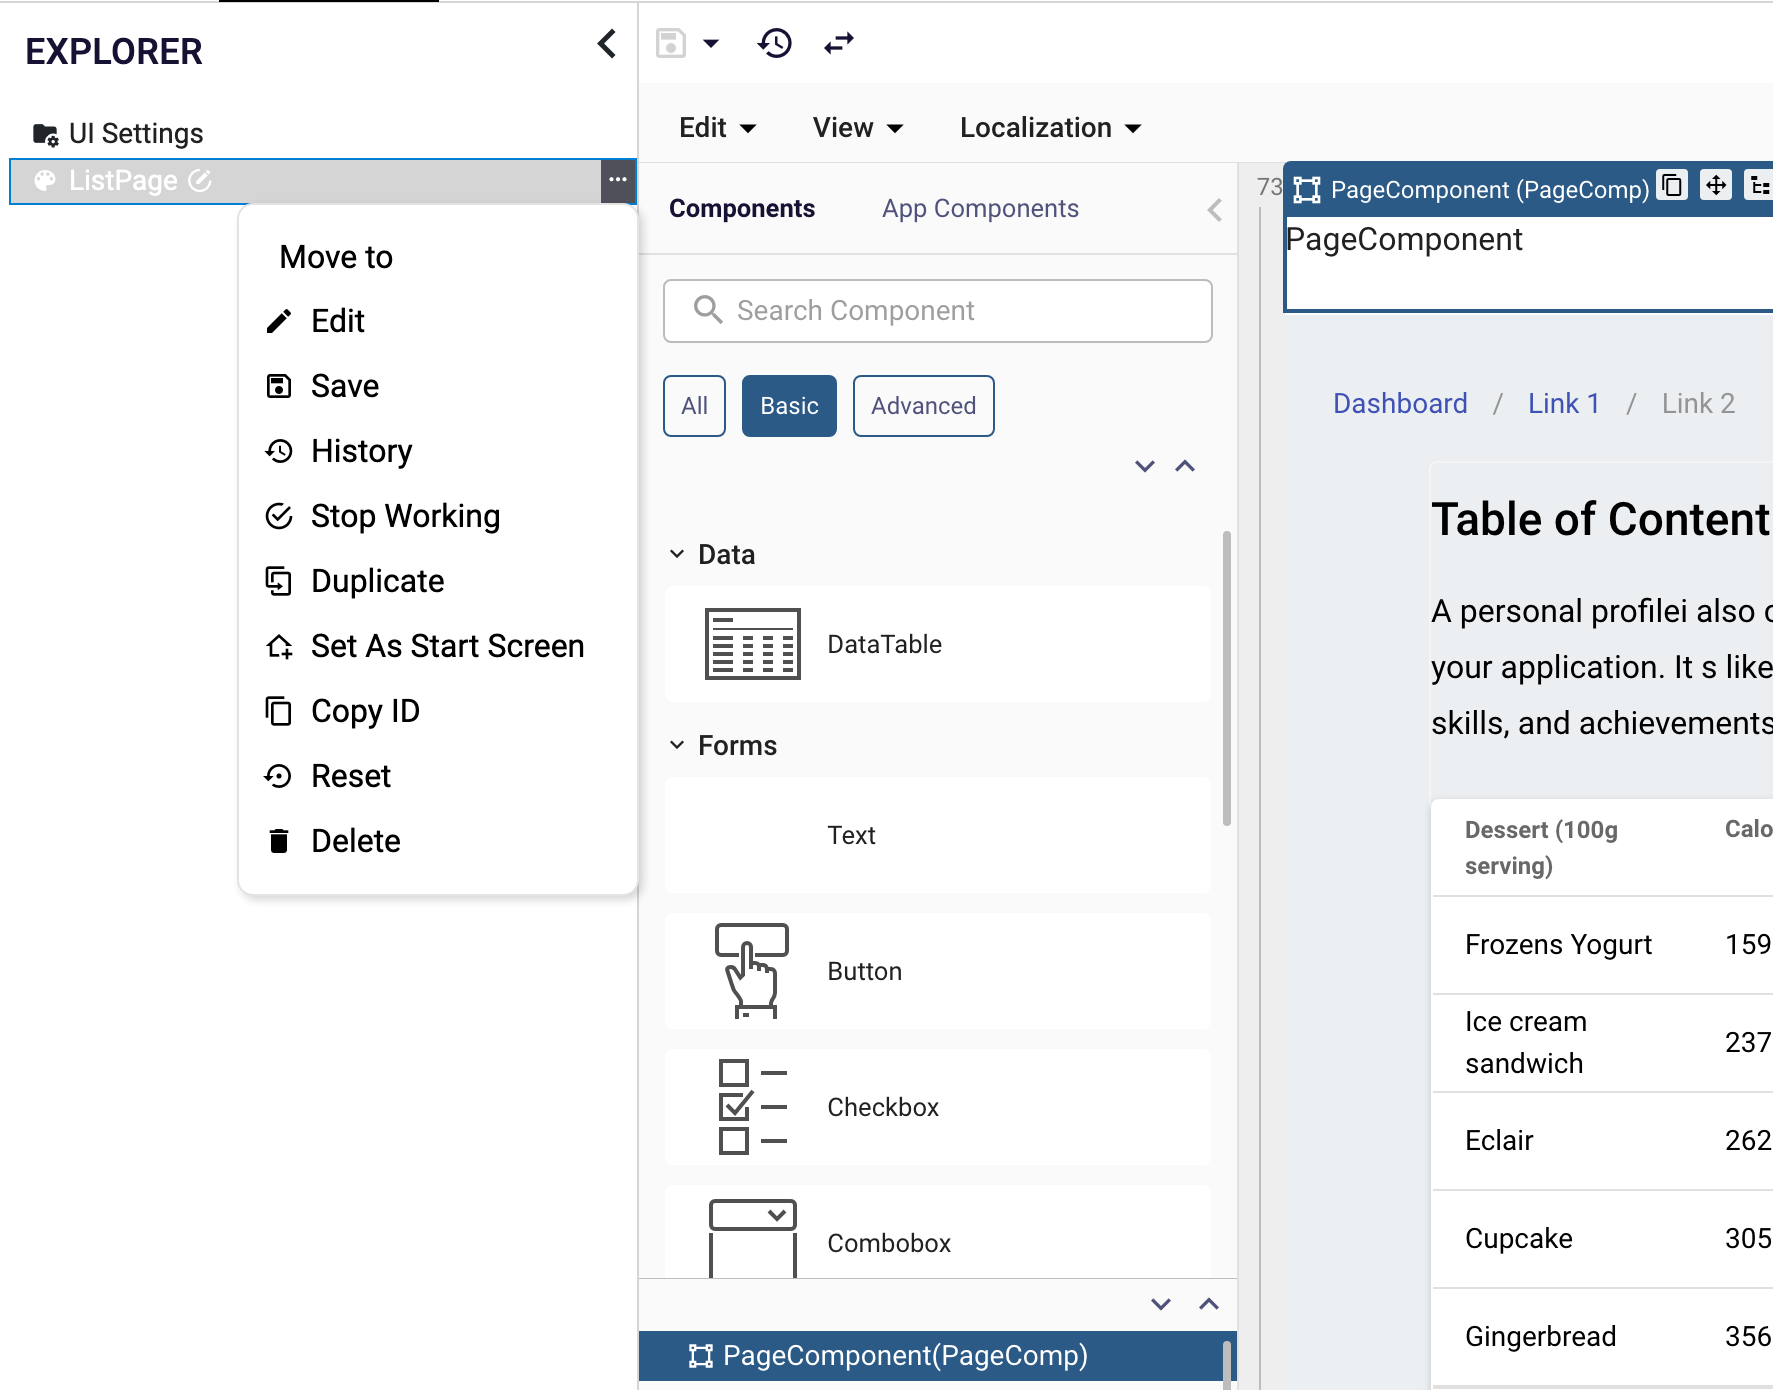 EXPLORER
UI Settings
ListPage
Move to
Edit
Save
History
Stop Working
Duplicate
Set As Start Screen
Copy ID
Reset
Delete
Edit
View
Localization
Components
App Components
Search Component
All
Basic
Advanced
Data
DataTable
Forms
Text
Button
Checkbox
Combobox
PageComponent(PageComp)
73
PageComponent (PageComp)
PageComponent
Dashboard / Link 1 / Link 2
Table of Content
A personal profilei also
your application. It s like
skills, and achievements
Dessert (100g
serving)
Calo
Frozens Yogurt 159
Ice cream
sandwich
237
Eclair 262
Cupcake 305
Gingerbread 356